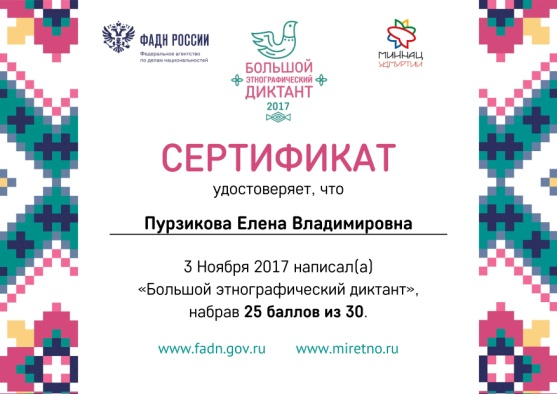 ФАДН РОССИИ
Федеральное агентство
по делам национальностей
БОЛЬШОЙ
ЭТНОГРАФИЧЕСКИЙ
ДИКТАНТ
2017
МИННАЦ
УДМУРТИИ
СЕРТИФИКАТ
удостоверяет, что
Пурзикова Елена Владимировна
3 Ноября 2017 написал(а)
«Большой этнографический диктант»,
набрав 25 баллов из 30.
www.fadn.gov.ru www.miretno.ru